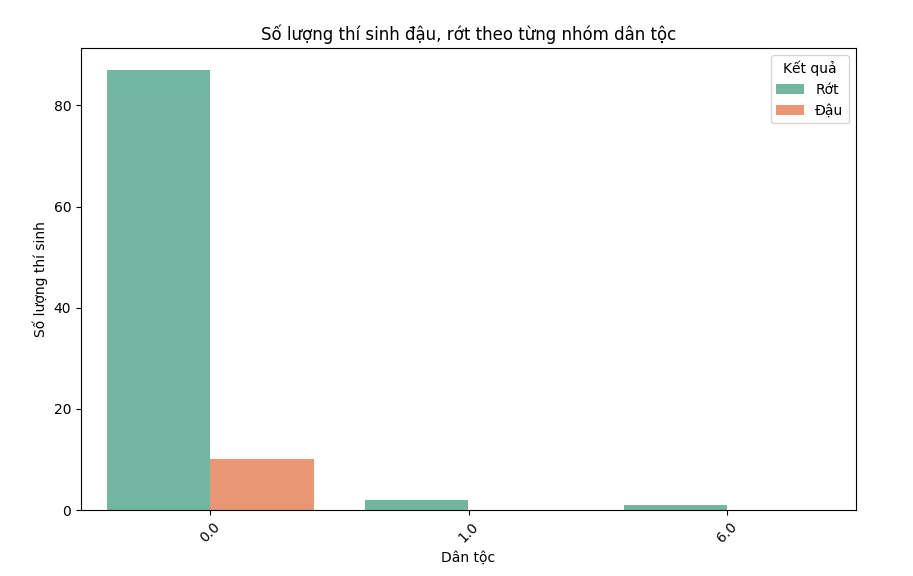 Số lượng thí sinh đậu, rớt theo từng nhóm dân tộc
Kết quả
Rớt
Đậu
Số lượng thí sinh
80
60
40
20
0
0.0
1.0
6.0
Dân tộc